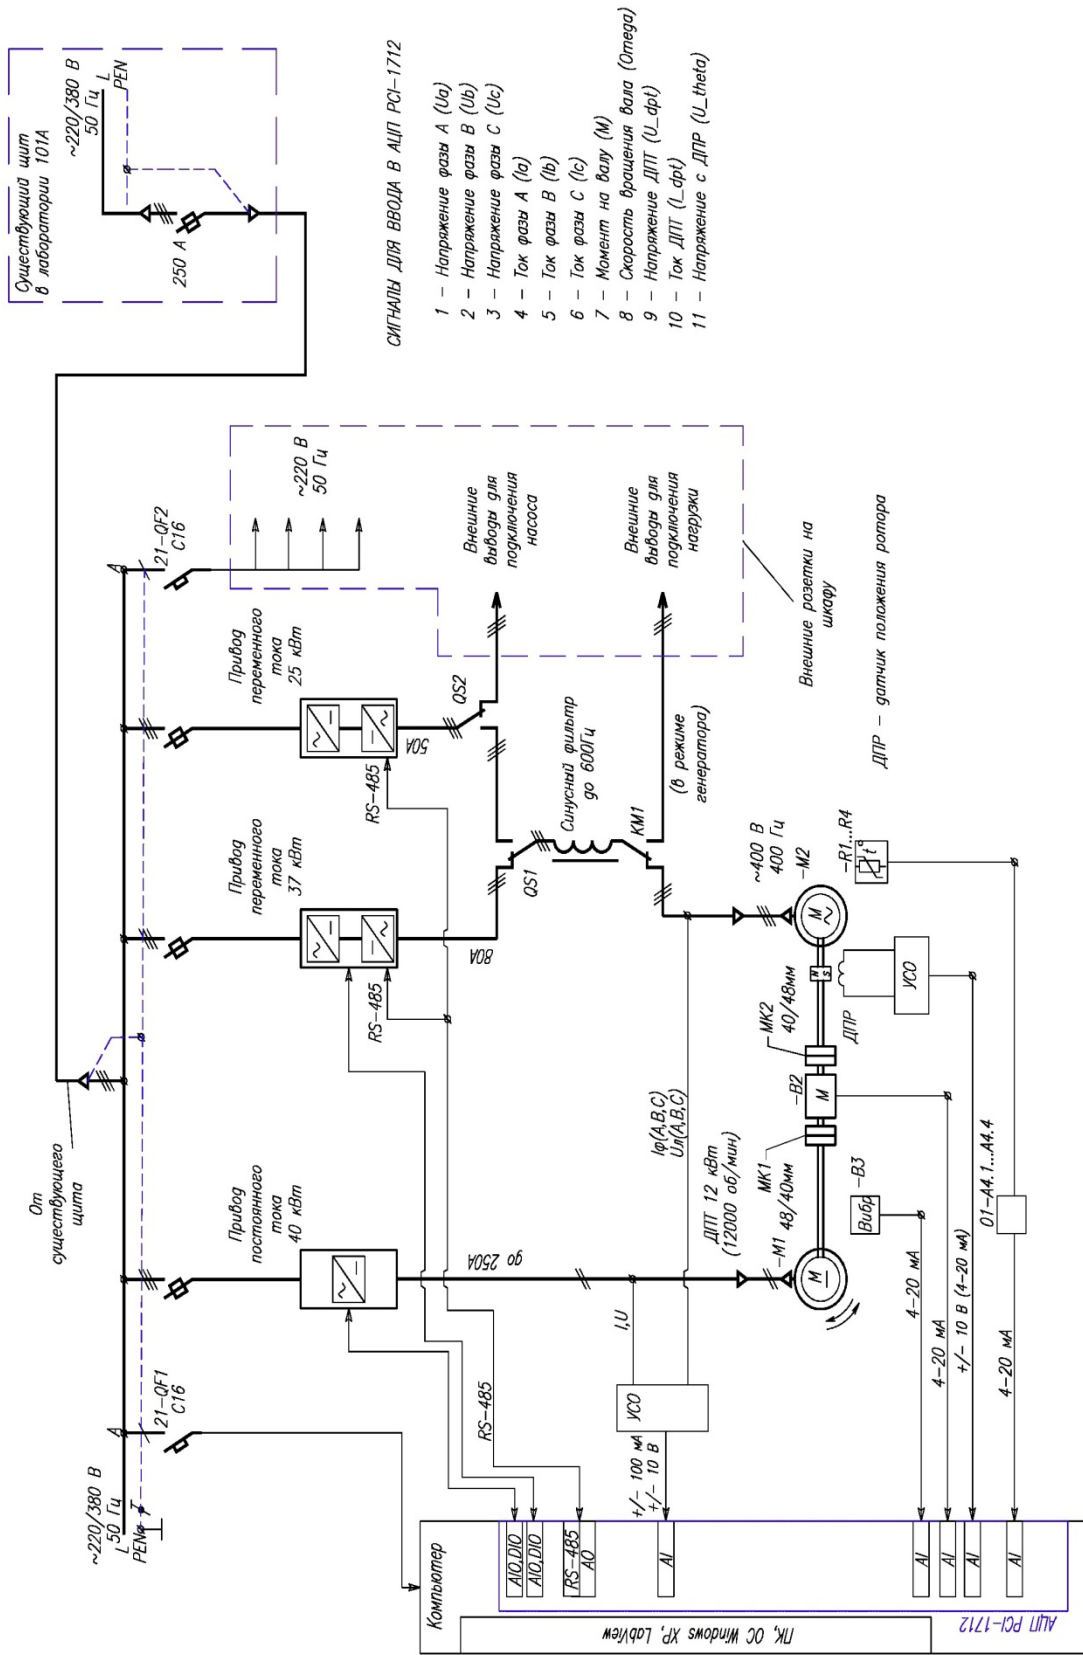 ~220/380 В
50 Гц
L
PEN
21-QF1
С16
А
Привод
постоянного
тока
40 кВт
От
существующего
щита
Привод
переменного
тока
37 кВт
Привод
переменного
тока
25 кВт
21-QF2
С16
А
Существующий щит
в лаборатории 101А
~220/380 В
50 Гц
L
PEN
250 А
~220 В
50 Гц
СИГНАЛЫ ДЛЯ ВВОДА В АЦП PCI-1712
1 - Напряжение фазы А (Ua)
2 - Напряжение фазы В (Ub)
3 - Напряжение фазы С (Uc)
4 - Ток фазы А (Ia)
5 - Ток фазы В (Ib)
6 - Ток фазы С (Ic)
7 - Момент на валу (М)
8 - Скорость вращения вала (Omega)
9 - Напряжение ДПТ (U_dpt)
10 - Ток ДПТ (I_dpt)
11 - Напряжение с ДПР (U_theta)
RS-485
RS-485
до 250А
80А
50А
QS2
QS1
Внешние
выводы для
подключения
насоса
Синусный фильтр
до 600Гц
КМ1
(в режиме
генератора)
Внешние
выводы для
подключения
нагрузки
Внешние розетки на
шкафу
ДПР - датчик положения ротора
Компьютер
AIO,DIO
AIO,DIO
RS-485
AO
AI
AI
AI
AI
AI
ПК, ОС Windows XP, LabView
АЦП PCI-1712
RS-485
+/- 100 мА
+/- 10 В
УСО
I,U
Iф(А,В,С)
Uл(А,В,С)
ДПТ 12 кВт
(12000 об/мин)
-М1
М
МК1
48/40мм
-В2
М
МК2
40/48мм
N
S
ДПР
УСО
~400 В
400 Гц
-М2
М
-R1...R4
t°
Вибр
-В3
01-А4.1...А4.4
4-20 мА
4-20 мА
+/- 10 В (4-20 мА)
4-20 мА